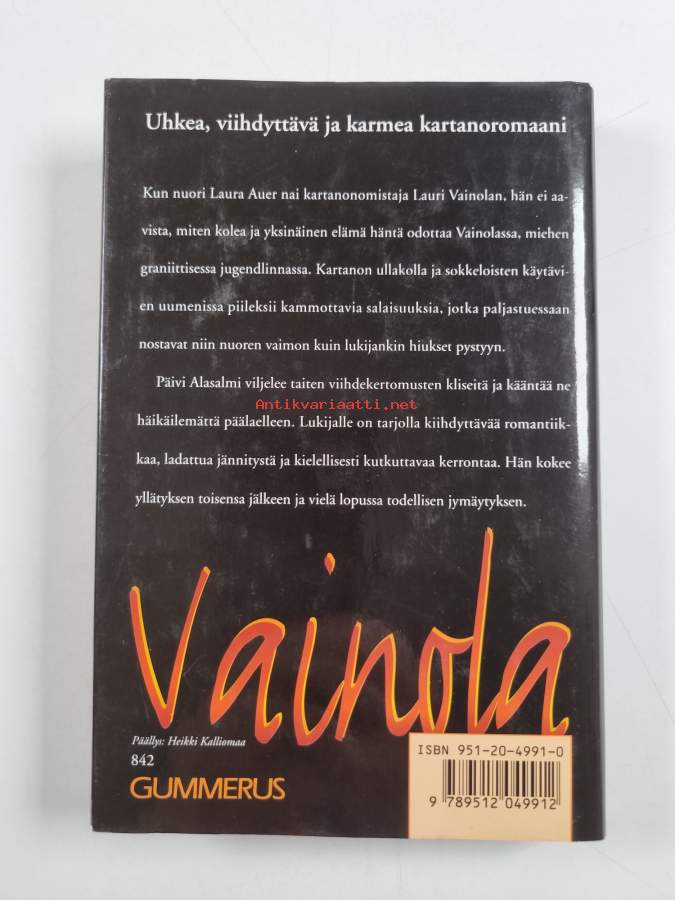 Uhkea, viihdyttävä ja karmea kartanoromaani
Kun nuori Laura Auer nai kartanonomistaja Lauri Vainolan, hän ei aa-
vista, miten kolea ja yksinäinen elämä häntä odottaa Vainolassa, miehen
graniittisessa jugendlinnassa. Kartanon ullakolla ja sokkeloisten käytävi-
en uumenissa piileksii kammottavia salaisuuksia, jotka paljastuessaan
nostavat niin nuoren vaimon kuin lukijankin hiukset pystyyn.
Päivi Alasalmi viljelee taiten viihdekertomusten kliseitä ja kääntää ne
Antikvariaatti.net
häikäilemättä päälaelleen. Lukijalle on tarjolla kiihdyttävää romantiik-
kaa, ladattua jännitystä ja kielellisesti kutkuttavaa kerrontaa. Hän kokee
yllätyksen toisensa jälkeen ja vielä lopussa todellisen jymäytyksen.
Vainola
Päällys: Heikki Kalliomaa
842
GUMMERUS
ISBN 951-20-4991-0
9 789512 049912